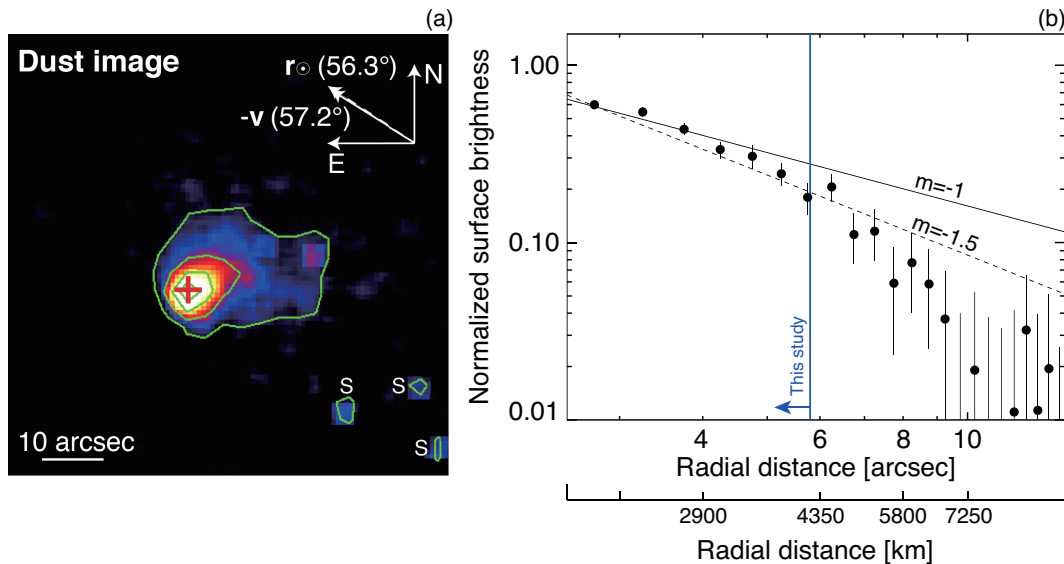 (a)
Dust image
r☉ (56.3°)
N
-v (57.2°)
E
S
S
S
10 arcsec
(b)
Normalized surface brightness
1.00
0.10
0.01
m=-1
m=-1.5
This study
4 6 8 10
Radial distance [arcsec]
2900 4350 5800 7250
Radial distance [km]